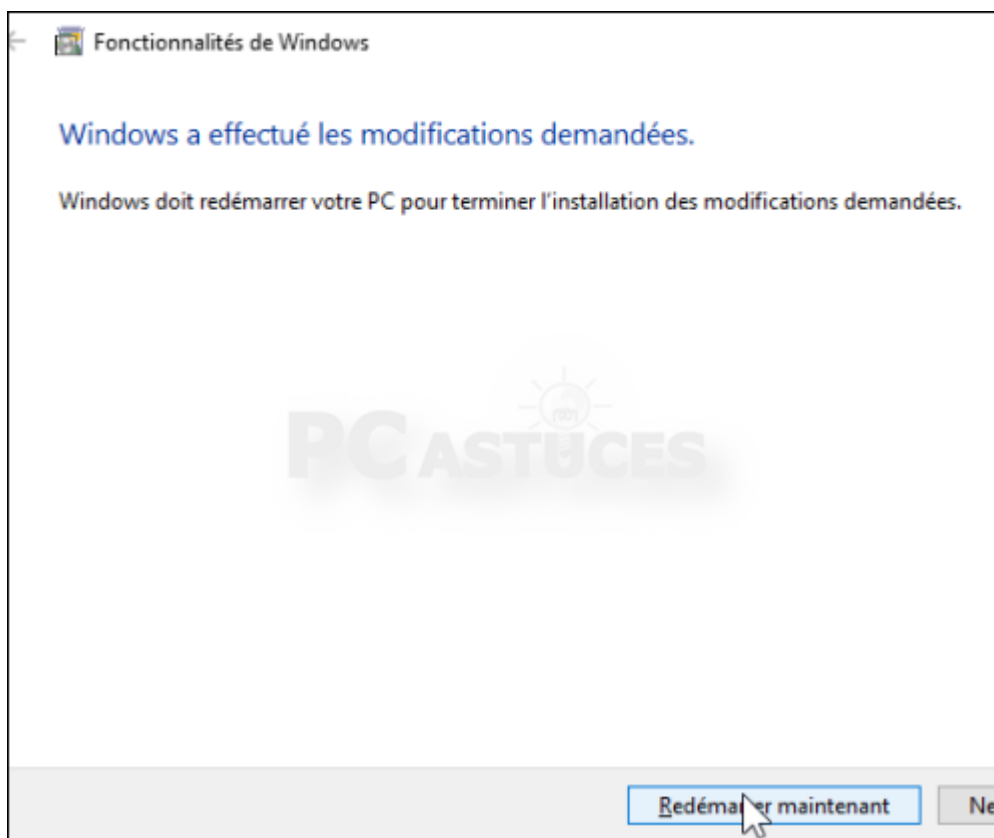 Fonctionnalités de Windows
Windows a effectué les modifications demandées.
Windows doit redémarrer votre PC pour terminer l'installation des modifications demandées.
PC ASTUCES
Redémarrer maintenant
Ne